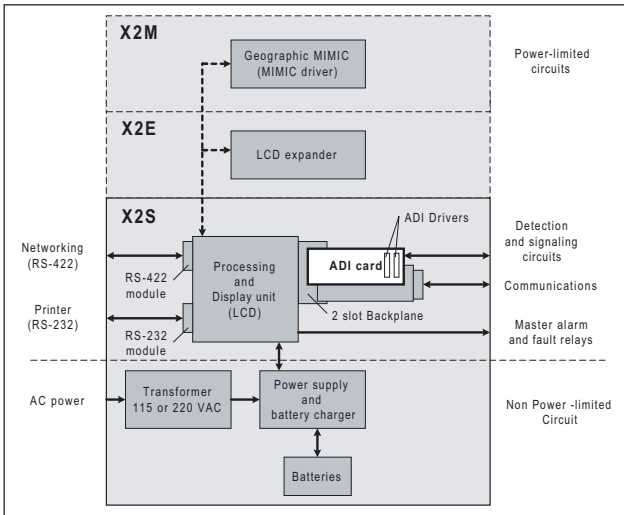 X2M
Geographic MIMIC
(MIMIC driver)
Power-limited
circuits
X2E
LCD expander
X2S
ADI Drivers
Networking
(RS-422)
RS-422
module
Processing
and
Display unit
(LCD)
ADI card
Detection
and signaling
circuits
Communications
Printer
(RS-232)
RS-232
module
2 slot Backplane
Master alarm
and fault relays
AC power
Transformer
115 or 220 VAC
Power supply
and
battery charger
Non Power -limited
Circuit
Batteries